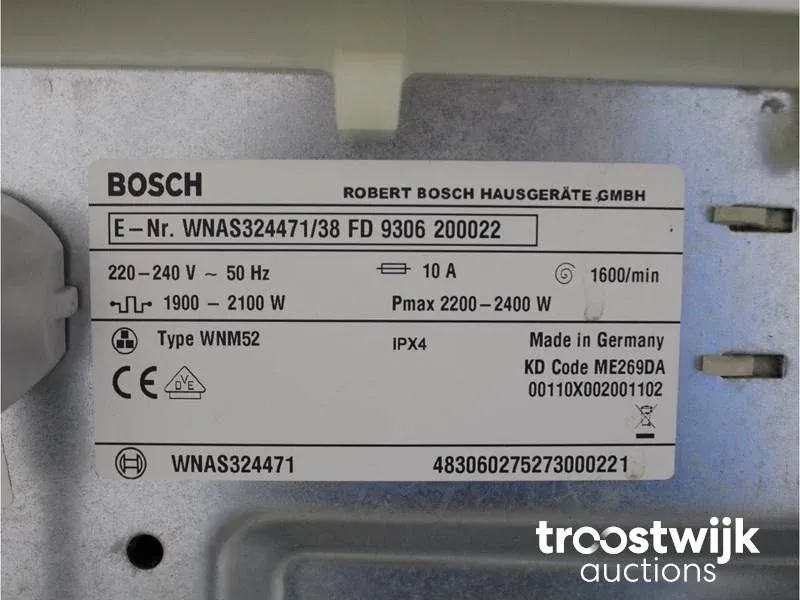 BOSCH ROBERT BOSCH HAUSGERÄTE GMBH
E-Nr. WNAS324471/38 FD 9306 200022
220-240 V ~ 50 Hz 10 A 1600/min
1900 - 2100 W Pmax 2200-2400 W
Type WNM52 IPX4 Made in Germany
KD Code ME269DA
CE DVE 00110X002001102
WNAS324471 483060275273000221
troostwijk
auctions